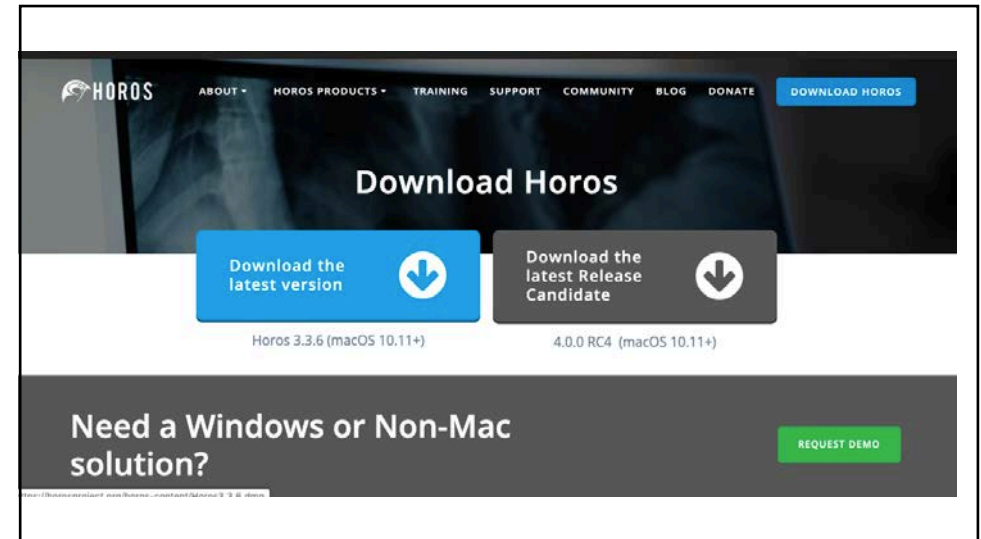 HOROS
ABOUT HOROS PRODUCTS TRAINING SUPPORT COMMUNITY BLOG DONATE DOWNLOAD HOROS
Download Horos
Download the
latest version
Download the
latest Release
Candidate
Horos 3.3.6 (macOS 10.11+)
4.0.0 RC4 (macOS 10.11+)
Need a Windows or Non-Mac
solution?
REQUEST DEMO